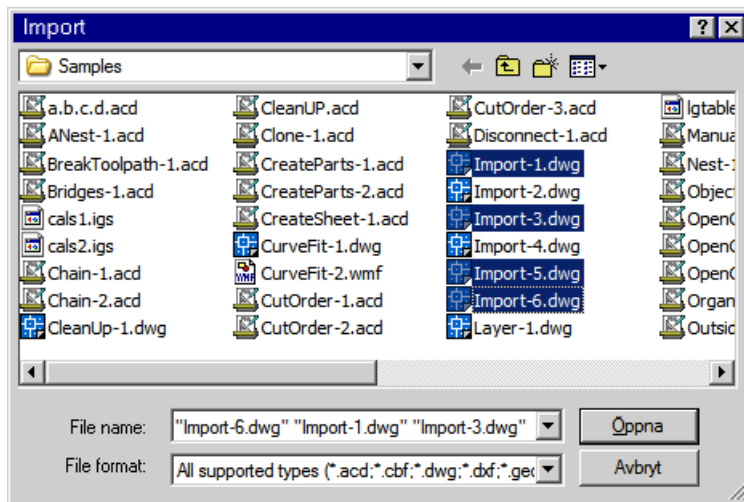 Import
Samples
a.b.c.d.acd
ANest-1.acd
BreakToolpath-1.acd
Bridges-1.acd
cals1.igs
cals2.igs
Chain-1.acd
Chain-2.acd
CleanUp-1.dwg
CleanUP.acd
Clone-1.acd
CreateParts-1.acd
CreateParts-2.acd
CreateSheet-1.acd
CurveFit-1.dwg
CurveFit-2.wmf
CutOrder-1.acd
CutOrder-2.acd
CutOrder-3.acd
Disconnect-1.acd
Import-1.dwg
Import-2.dwg
Import-3.dwg
Import-4.dwg
Import-5.dwg
Import-6.dwg
Layer-1.dwg
lgtable
Manua
Nest-1
Object
OpenC
OpenC
OpenC
Organ
Outsid
File name: "Import-6.dwg" "Import-1.dwg" "Import-3.dwg" Öppna
File format: All supported types (*.acd;*.cbf;*.dwg;*.dxf;*.geo Avbryt